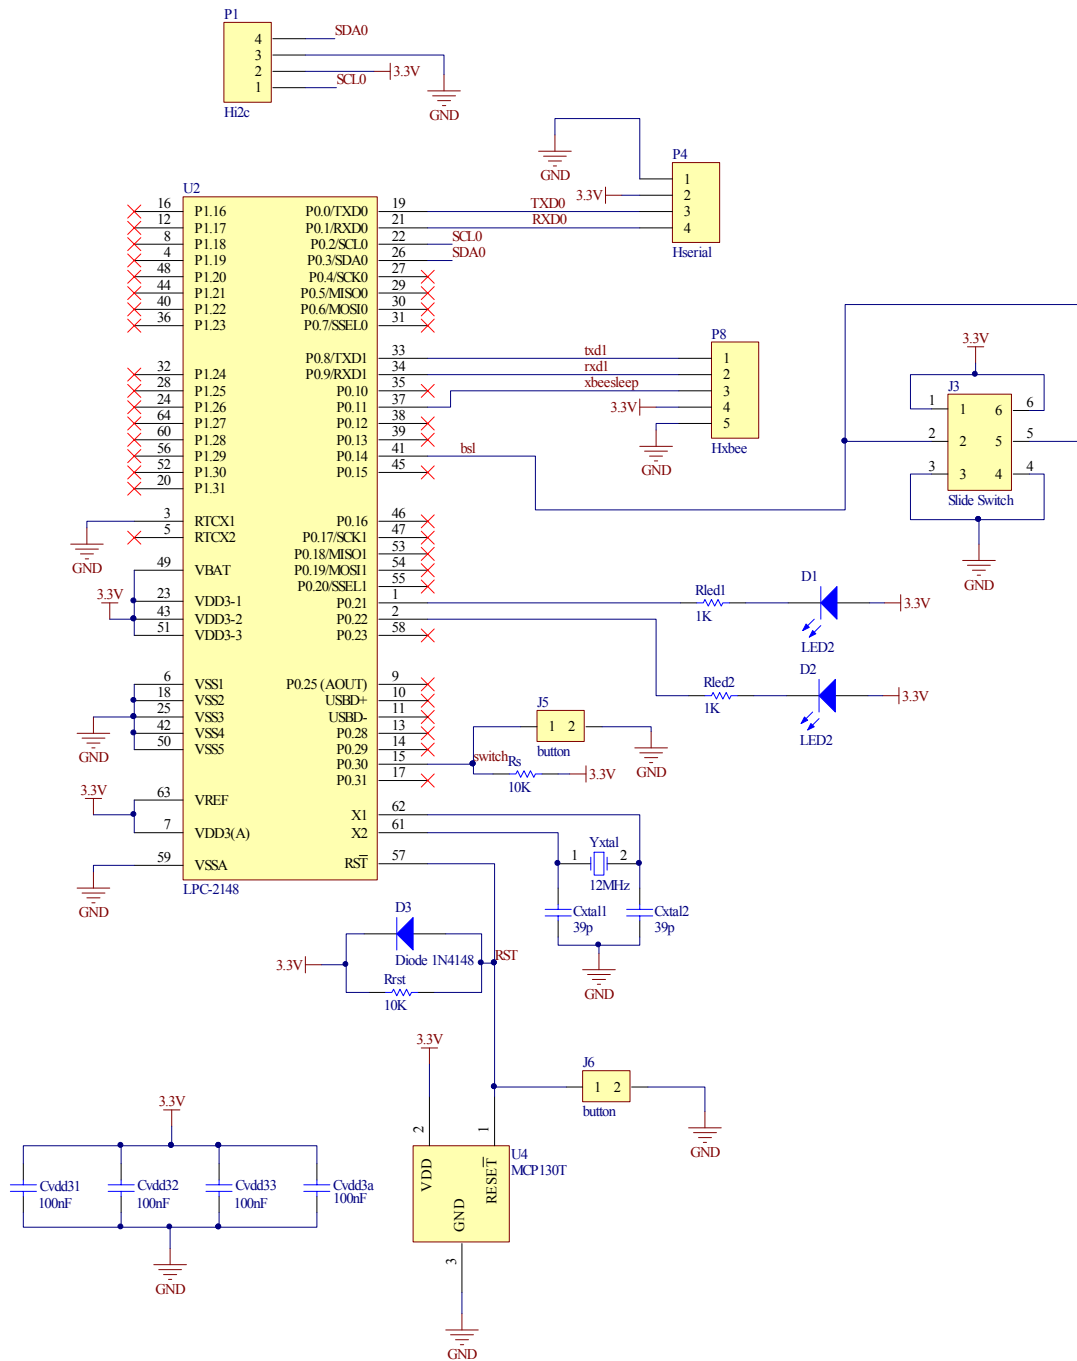 P1
4 SDA0
3
2 3.3V
1 SCL0
Hi2c
GND
P4
GND
1
3.3V 2
TXD0 3
RXD0 4
Hserial
U2
16 P1.16
12 P1.17
8 P1.18
4 P1.19
48 P1.20
44 P1.21
40 P1.22
36 P1.23
32 P1.24
28 P1.25
24 P1.26
64 P1.27
60 P1.28
56 P1.29
52 P1.30
20 P1.31
3 RTCX1
5 RTCX2
GND
49 VBAT
3.3V
23 VDD3-1
43 VDD3-2
51 VDD3-3
6 VSS1
18 VSS2
25 VSS3
42 VSS4
50 VSS5
GND
3.3V
63 VREF
7 VDD3(A)
59 VSSA
GND
LPC-2148
P0.0/TXD0 19
P0.1/RXD0 21
P0.2/SCL0 22 SCL0
P0.3/SDA0 26 SDA0
P0.4/SCK0 27
P0.5/MISO0 29
P0.6/MOSI0 30
P0.7/SSEL0 31
P0.8/TXD1 33
P0.9/RXD1 34
P0.10 35
P0.11 37
P0.12 38
P0.13 39
P0.14 41 bsl
P0.15 45
P0.16 46
P0.17/SCK1 47
P0.18/MISO1 53
P0.19/MOSI1 54
P0.20/SSEL1 55
P0.21 1
P0.22 2
P0.23 58
P0.25 (AOUT) 9
USBD+ 10
USBD- 11
P0.28 13
P0.29 14
P0.30 15
P0.31 17
X1 62
X2 61
RST 57
P8
txd1 1
rxd1 2
xbeesleep 3
3.3V 4
5
GND
Hxbee
3.3V
J3
1 1 6 6
2 2 5 5
3 3 4 4
Slide Switch
GND
Rled1
1K
D1
LED2
3.3V
Rled2
1K
D2
LED2
3.3V
J5
1 2
button
GND
switch
Rs
10K
3.3V
Yxtal
1 2
12MHz
Cxtal1
39p
Cxtal2
39p
GND
D3
Diode 1N4148
RST
3.3V
Rrst
10K
3.3V
J6
1 2
button
GND
2 1
U4
MCP130T
VDD
RESET
GND
3
GND
3.3V
Cvdd31
100nF
Cvdd32
100nF
Cvdd33
100nF
Cvdd3a
100nF
GND